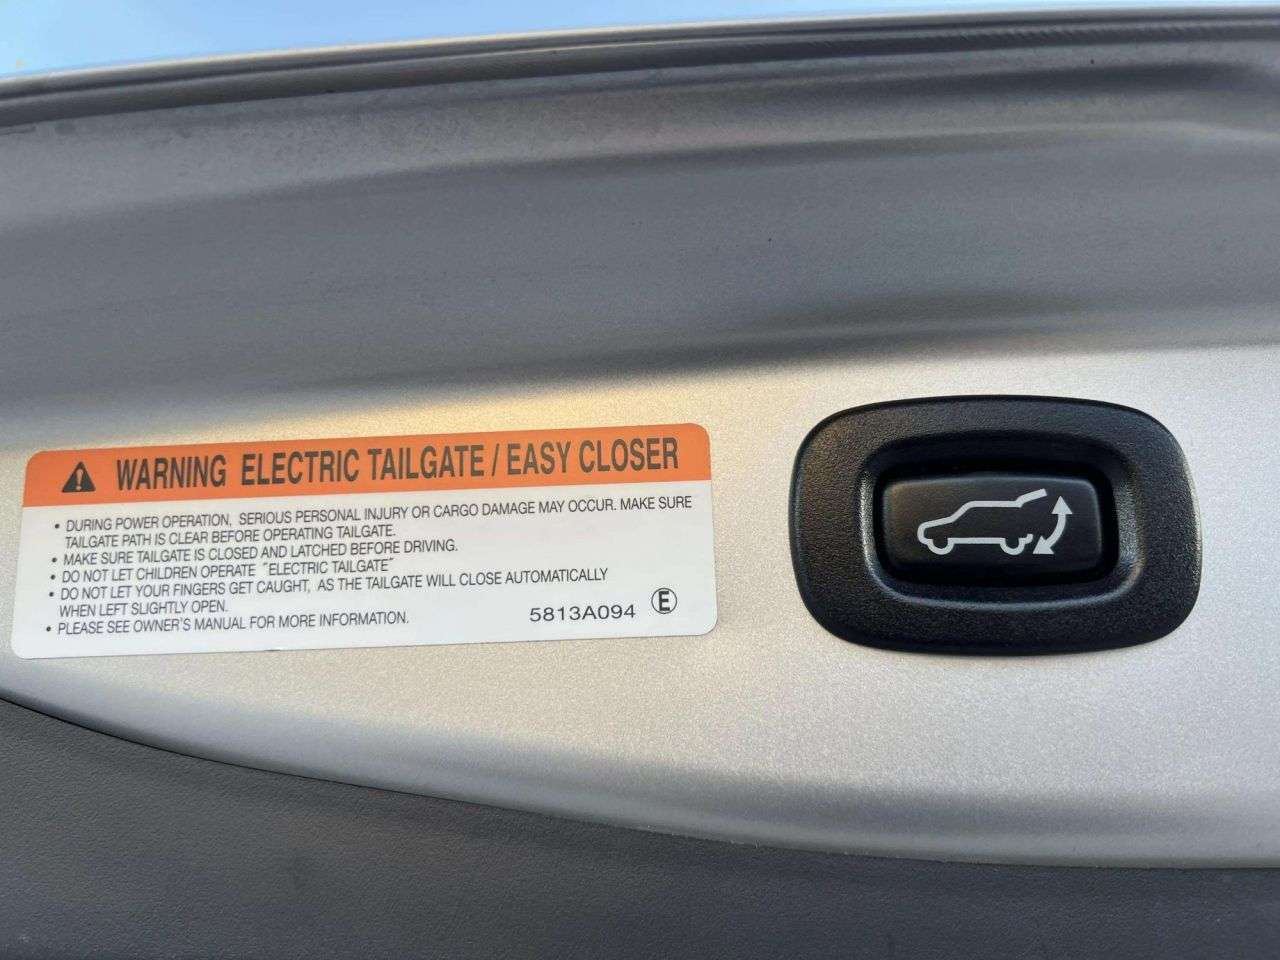 WARNING ELECTRIC TAILGATE / EASY CLOSER
• DURING POWER OPERATION, SERIOUS PERSONAL INJURY OR CARGO DAMAGE MAY OCCUR. MAKE SURE
TAILGATE PATH IS CLEAR BEFORE OPERATING TAILGATE.
• MAKE SURE TAILGATE IS CLOSED AND LATCHED BEFORE DRIVING.
• DO NOT LET CHILDREN OPERATE "ELECTRIC TAILGATE"
• DO NOT LET YOUR FINGERS GET CAUGHT, AS THE TAILGATE WILL CLOSE AUTOMATICALLY
WHEN LEFT SLIGHTLY OPEN.
• PLEASE SEE OWNER'S MANUAL FOR MORE INFORMATION.
5813A094 Ⓔ